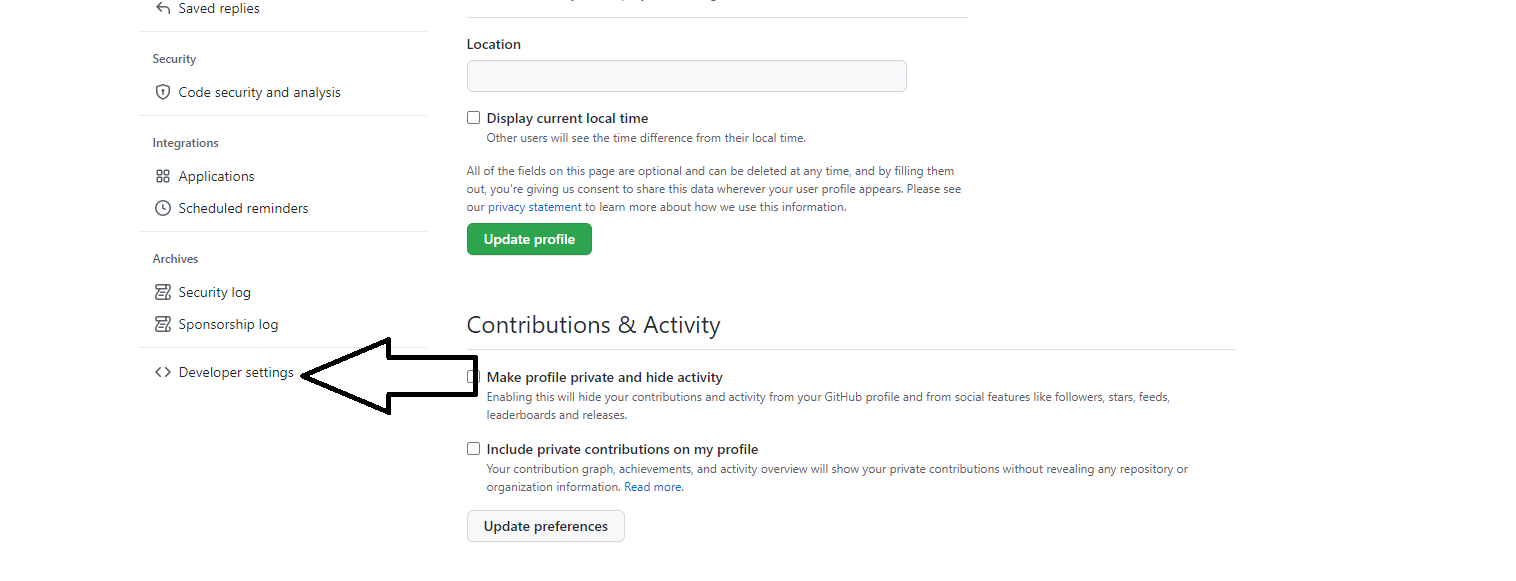 Saved replies
Security
Code security and analysis
Integrations
Applications
Scheduled reminders
Archives
Security log
Sponsorship log
Developer settings
Location
Display current local time
Other users will see the time difference from their local time.
All of the fields on this page are optional and can be deleted at any time, and by filling them
out, you're giving us consent to share this data wherever your user profile appears. Please see
our privacy statement to learn more about how we use this information.
Update profile
Contributions & Activity
Make profile private and hide activity
Enabling this will hide your contributions and activity from your GitHub profile and from social features like followers, stars, feeds,
leaderboards and releases.
Include private contributions on my profile
Your contribution graph, achievements, and activity overview will show your private contributions without revealing any repository or
organization information. Read more.
Update preferences